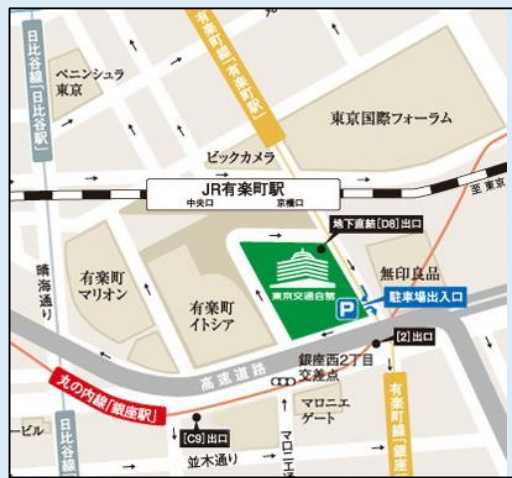 日比谷線「日比谷駅」
ペニンシュラ
東京
有楽町線「有楽町駅」
東京国際フォーラム
ビックカメラ
JR有楽町駅
中央口
京橋口
至 東京
地下直結[D8]出口
東京交通会館
無印良品
P
駐車場出入口
晴海通り
有楽町
マリオン
有楽町
イトシア
[2]出口
高速道路
銀座西2丁目
交差点
丸の内線「銀座駅」
マロニエ
ゲート
[C9]出口
並木通り
ービル
日比谷線
マロニエ通
有楽町線「銀座